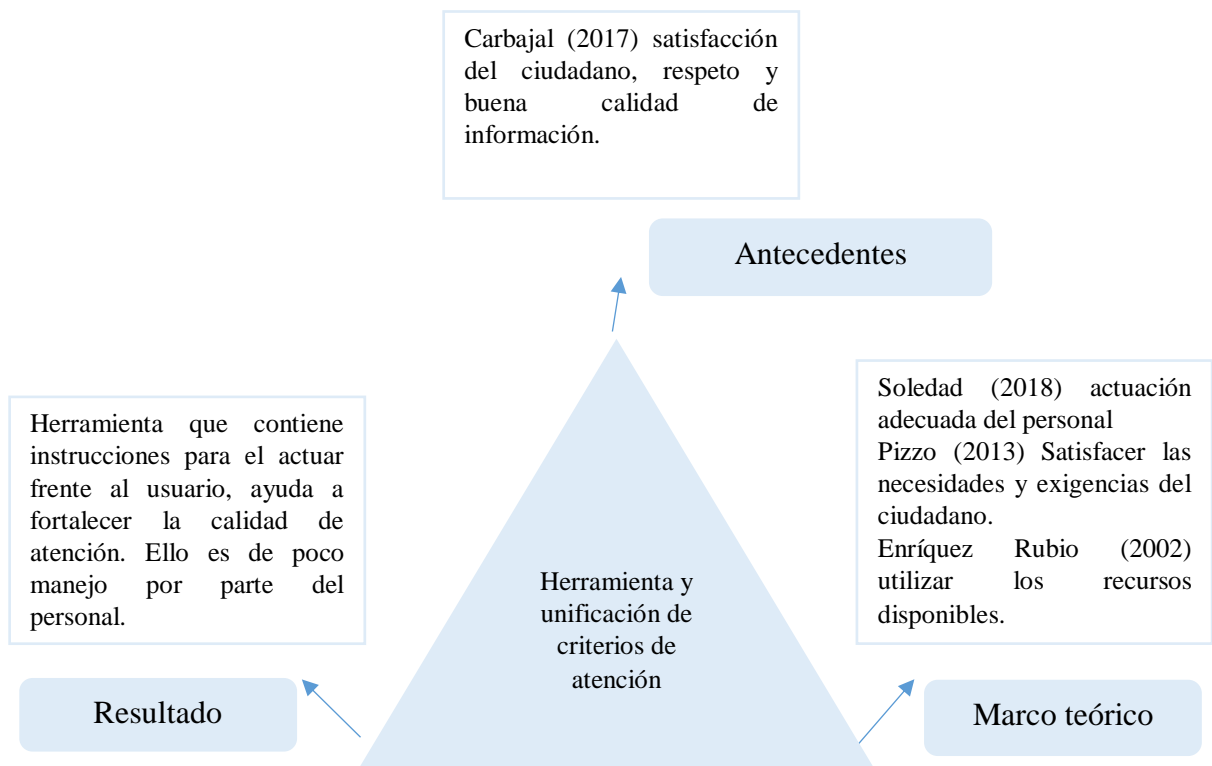 Carbajal (2017) satisfacción
del ciudadano, respeto y
buena calidad de
información.
Antecedentes
Herramienta que contiene
instrucciones para el actuar
frente al usuario, ayuda a
fortalecer la calidad de
atención. Ello es de poco
manejo por parte del
personal.
Resultado
Herramienta y
unificación de
criterios de
atención
Soledad (2018) actuación
adecuada del personal
Pizzo (2013) Satisfacer las
necesidades y exigencias del
ciudadano.
Enríquez Rubio (2002)
utilizar los recursos
disponibles.
Marco teórico